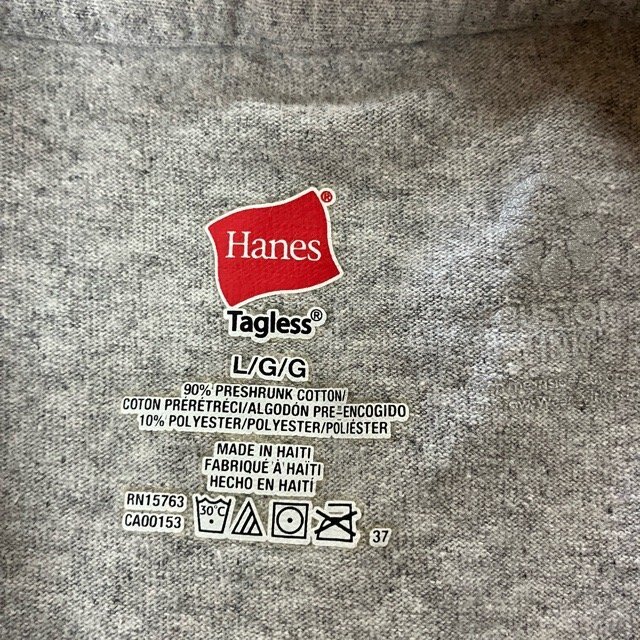 Hanes®
Tagless®
L/G/G
90% PRESHRUNK COTTON/
COTON PRÉRÉTRÉCI/ALGODÓN PRE-ENCOGIDO
10% POLYESTER/POLYESTER/POLIÉSTER
MADE IN HAITI
FABRIQUÉ À HAÏTI
HECHO EN HAITÍ
RN15763
CA00153
30°C
37